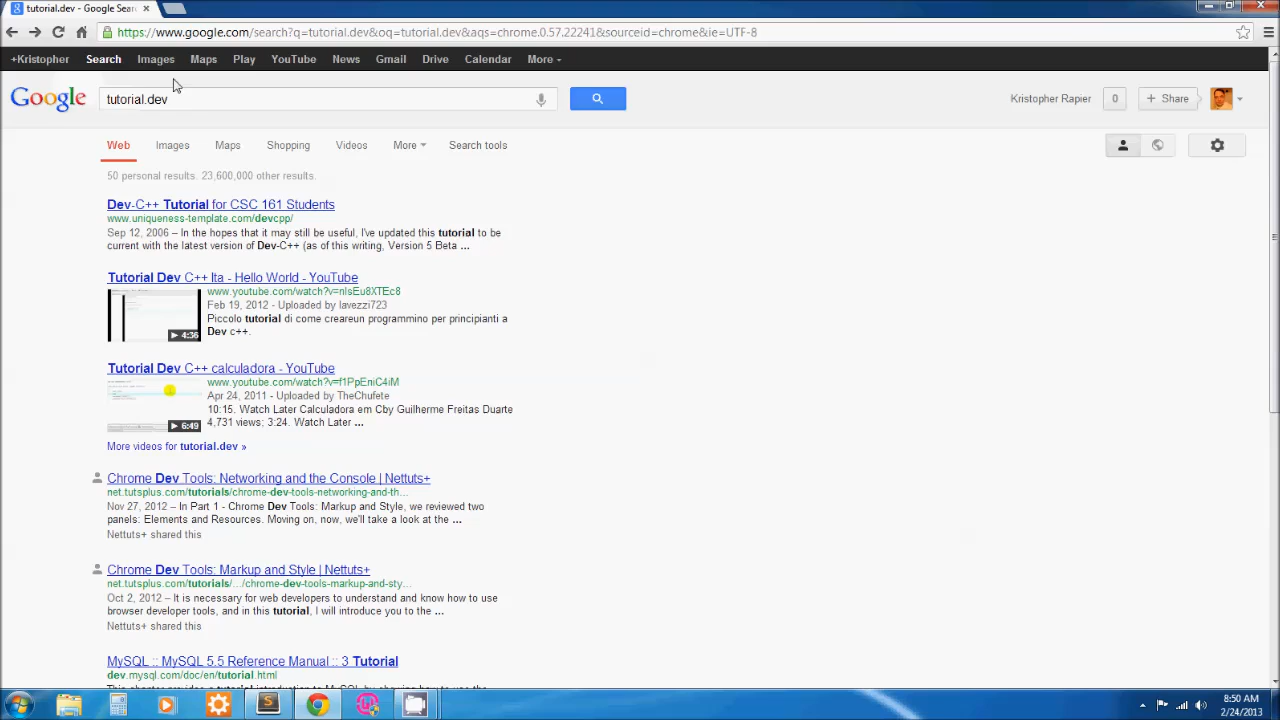 tutorial.dev - Google Sear
https://www.google.com/search?q=tutorial.dev&oq=tutorial.dev&aqs=chrome.0.57.22241&sourceid=chrome&ie=UTF-8
+Kristopher Search Images Maps Play YouTube News Gmail Drive Calendar More
Google tutorial.dev Kristopher Rapier 0 + Share
Web Images Maps Shopping Videos More Search tools
50 personal results. 23,600,000 other results.
Dev-C++ Tutorial for CSC 161 Students
www.uniqueness-template.com/devcpp/
Sep 12, 2006 – In the hopes that it may still be useful, I've updated this tutorial to be
current with the latest version of Dev-C++ (as of this writing, Version 5 Beta ...
Tutorial Dev C++ Ita - Hello World - YouTube
www.youtube.com/watch?v=nIsEu8XTEc8
Feb 19, 2012 - Uploaded by lavezzi723
Piccolo tutorial di come creareun programmino per principianti a
Dev c++.
4:36
Tutorial Dev C++ calculadora - YouTube
www.youtube.com/watch?v=f1PpEniC4iM
Apr 24, 2011 - Uploaded by TheChufete
10:15. Watch Later Calculadora em Cby Guilherme Freitas Duarte
4,731 views; 3:24. Watch Later ...
6:49
More videos for tutorial.dev »
Chrome Dev Tools: Networking and the Console | Nettuts+
net.tutsplus.com/tutorials/chrome-dev-tools-networking-and-th...
Nov 27, 2012 – In Part 1 - Chrome Dev Tools: Markup and Style, we reviewed two
panels: Elements and Resources. Moving on, now, we'll take a look at the ...
Nettuts+ shared this
Chrome Dev Tools: Markup and Style | Nettuts+
net.tutsplus.com/tutorials/.../chrome-dev-tools-markup-and-sty...
Oct 2, 2012 – It is necessary for web developers to understand and know how to use
browser developer tools, and in this tutorial, I will introduce you to the ...
Nettuts+ shared this
MySQL :: MySQL 5.5 Reference Manual :: 3 Tutorial
dev.mysql.com/doc/en/tutorial.html
8:50 AM
2/24/2013